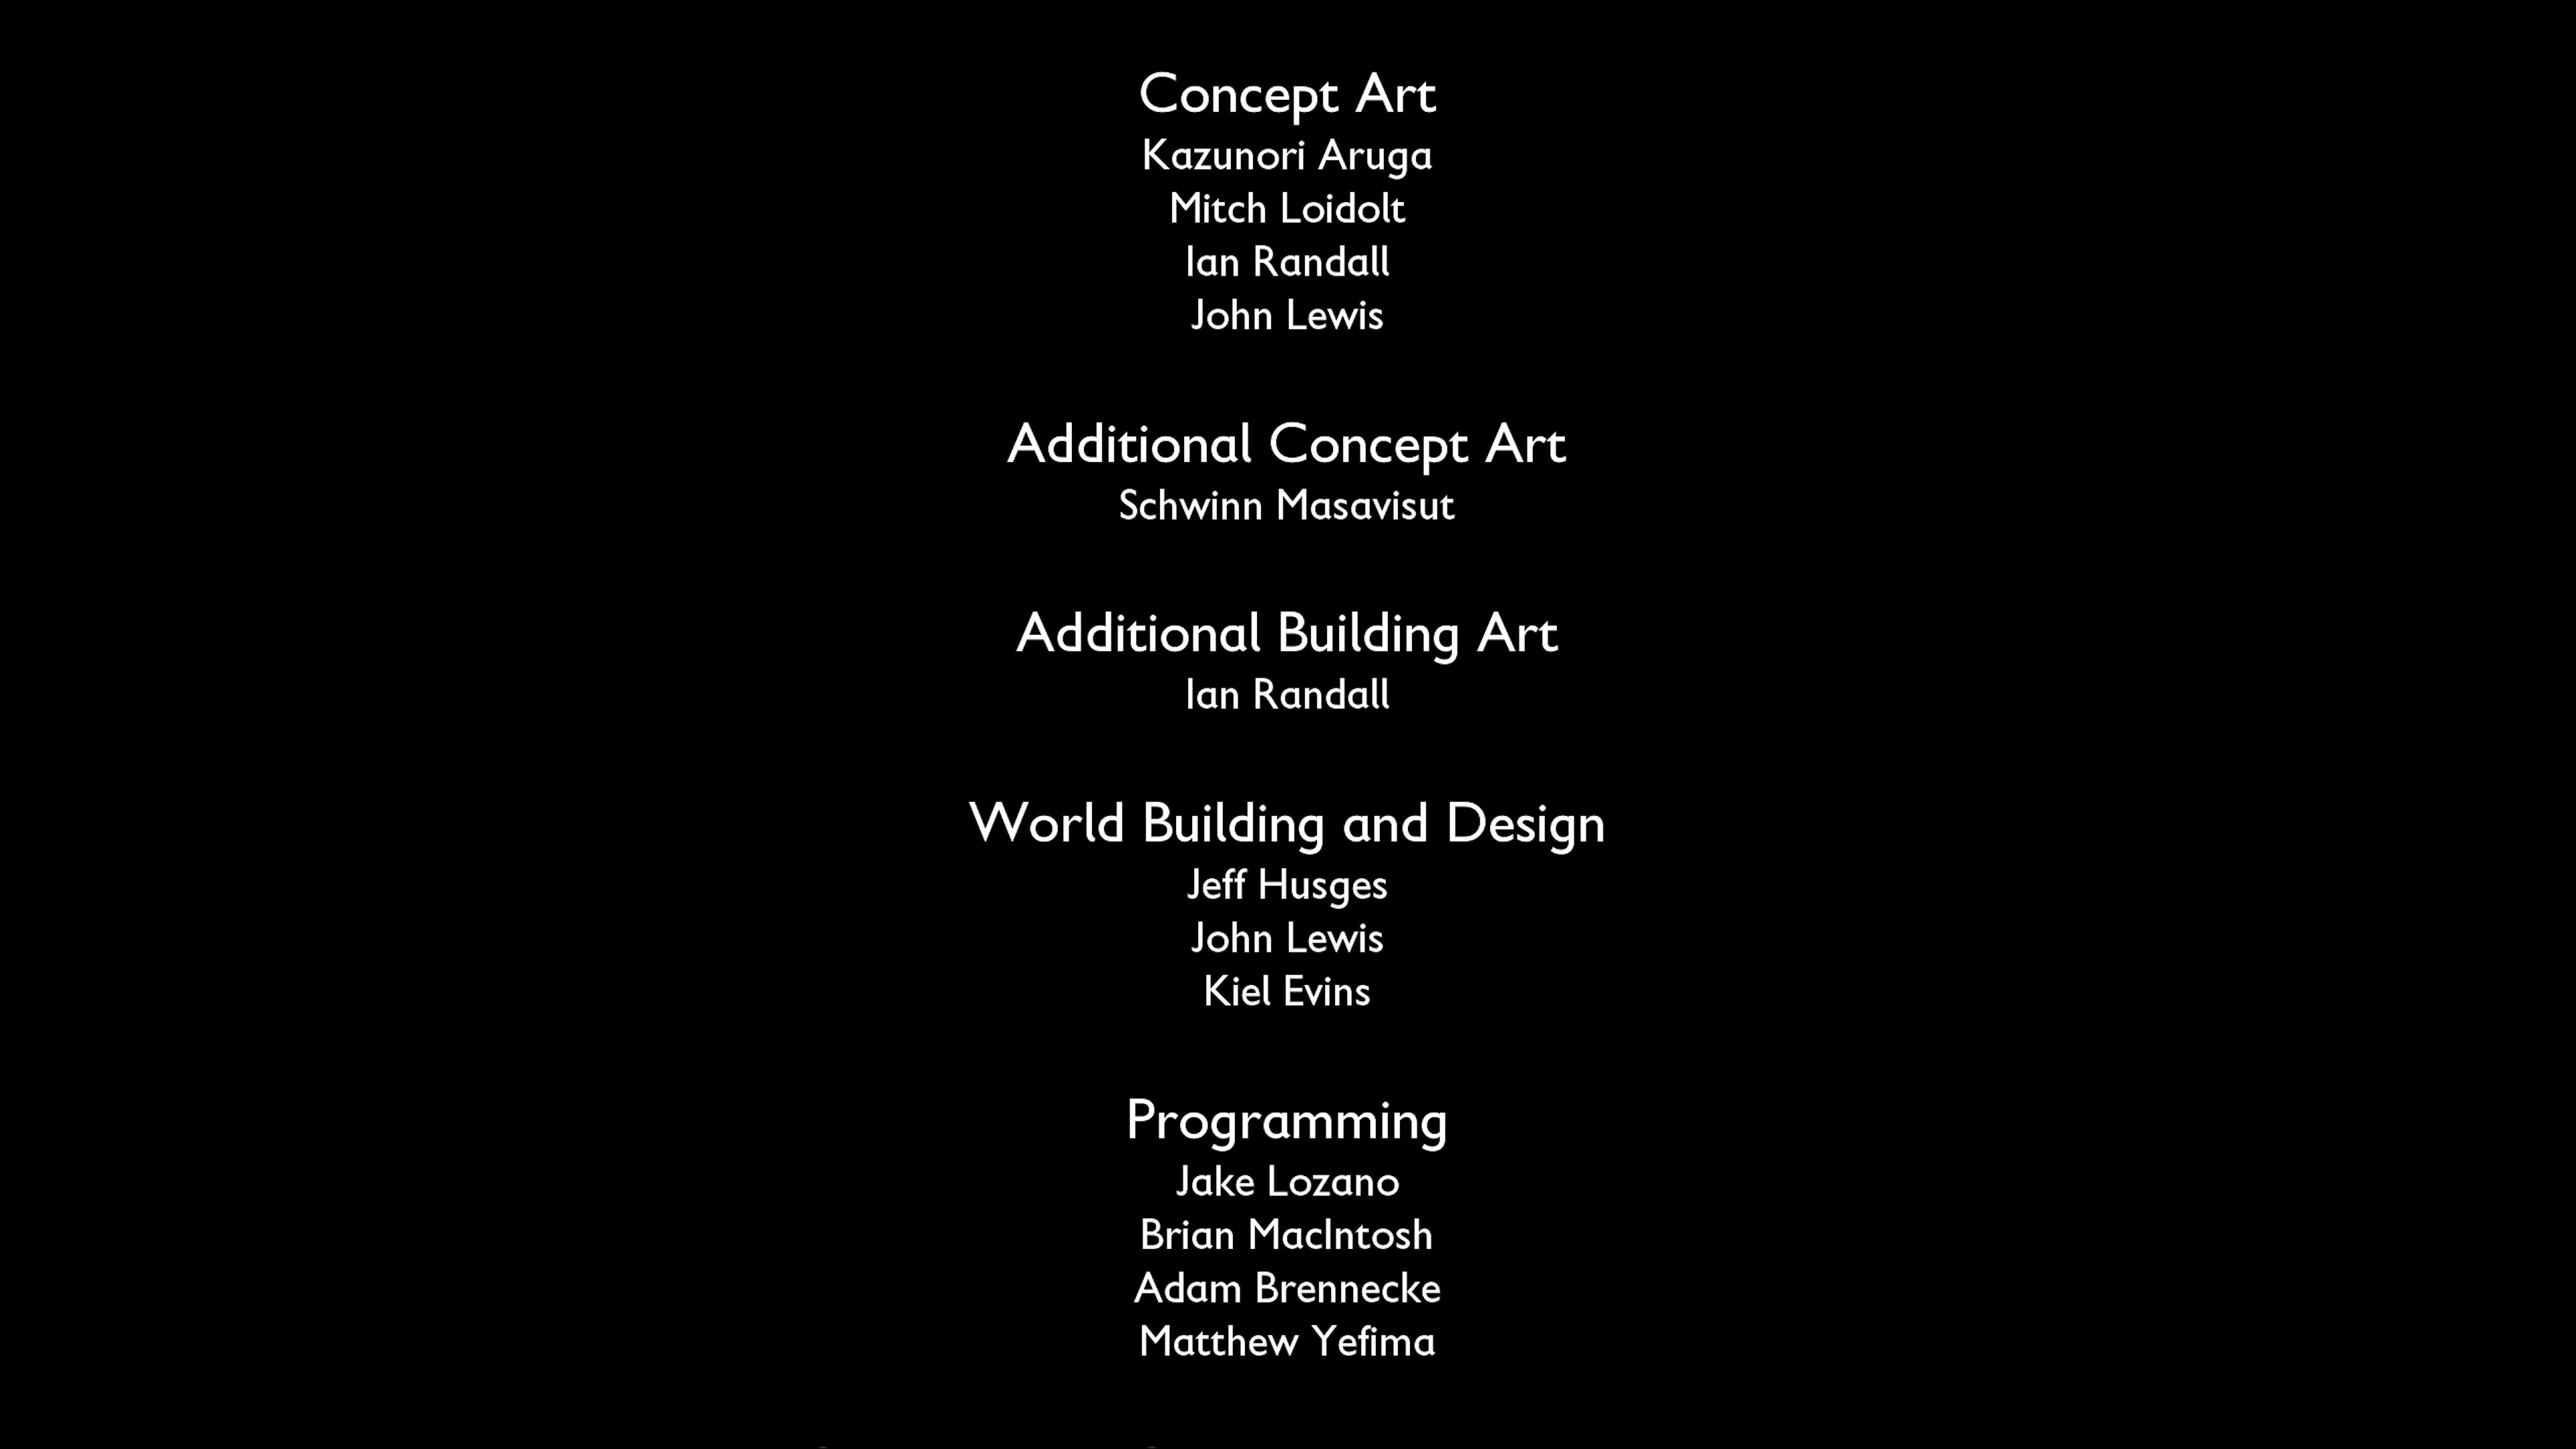 Concept Art
Kazunori Aruga
Mitch Loidolt
Ian Randall
John Lewis
Additional Concept Art
Schwinn Masavisut
Additional Building Art
Ian Randall
World Building and Design
Jeff Husges
John Lewis
Kiel Evins
Programming
Jake Lozano
Brian MacIntosh
Adam Brennecke
Matthew Yefima